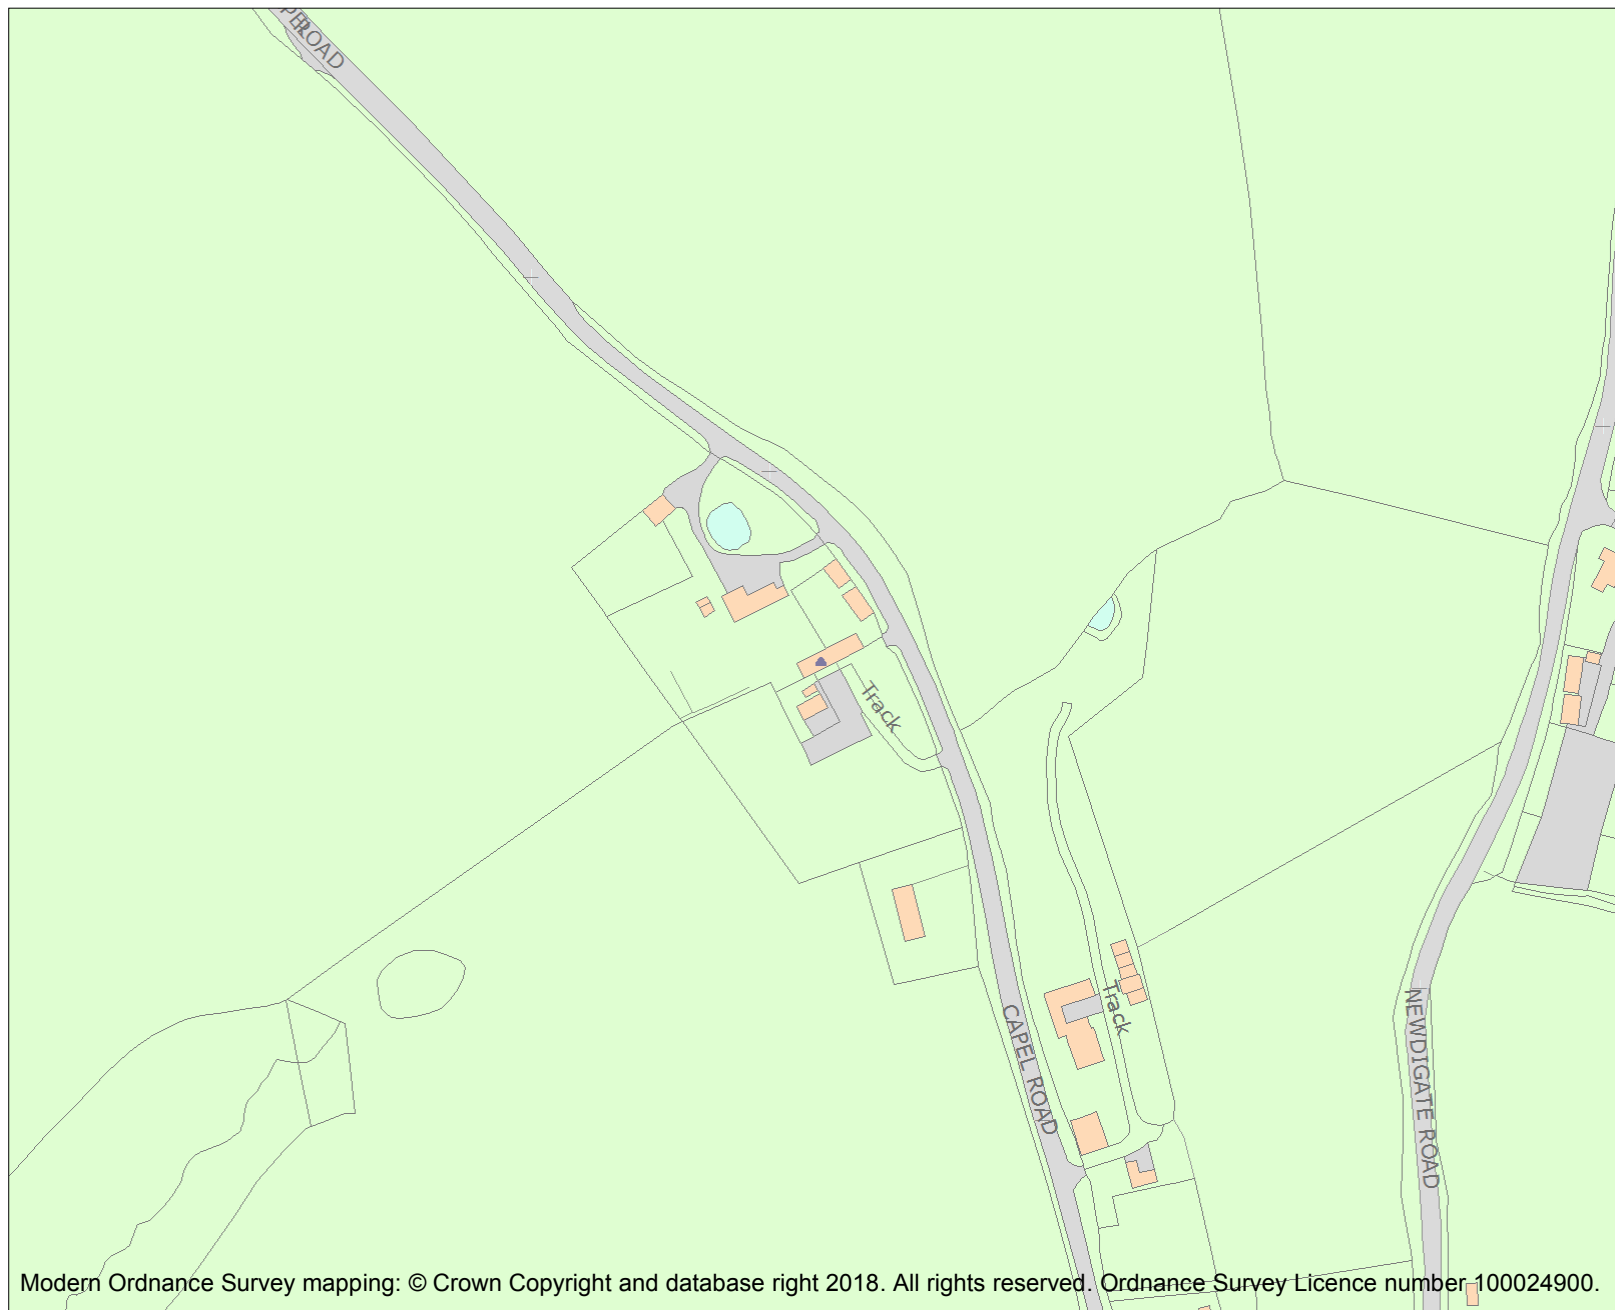 ROAD
Track
Track
CAPEL ROAD
NEWDIGATE ROAD
Modern Ordnance Survey mapping: © Crown Copyright and database right 2018. All rights reserved. Ordnance Survey Licence number 100024900.